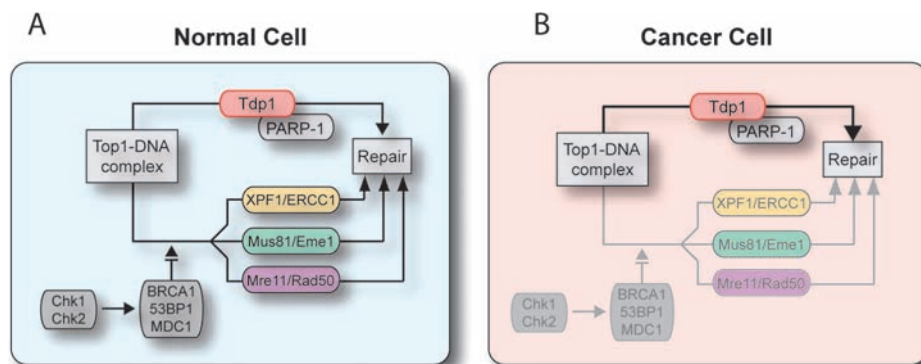 A
Normal Cell
Tdp1
PARP-1
Top1-DNA
complex
Repair
XPF1/ERCC1
Mus81/Eme1
Mre11/Rad50
Chk1
Chk2
BRCA1
53BP1
MDC1
B
Cancer Cell
Tdp1
PARP-1
Top1-DNA
complex
Repair
XPF1/ERCC1
Mus81/Eme1
Mre11/Rad50
Chk1
Chk2
BRCA1
53BP1
MDC1